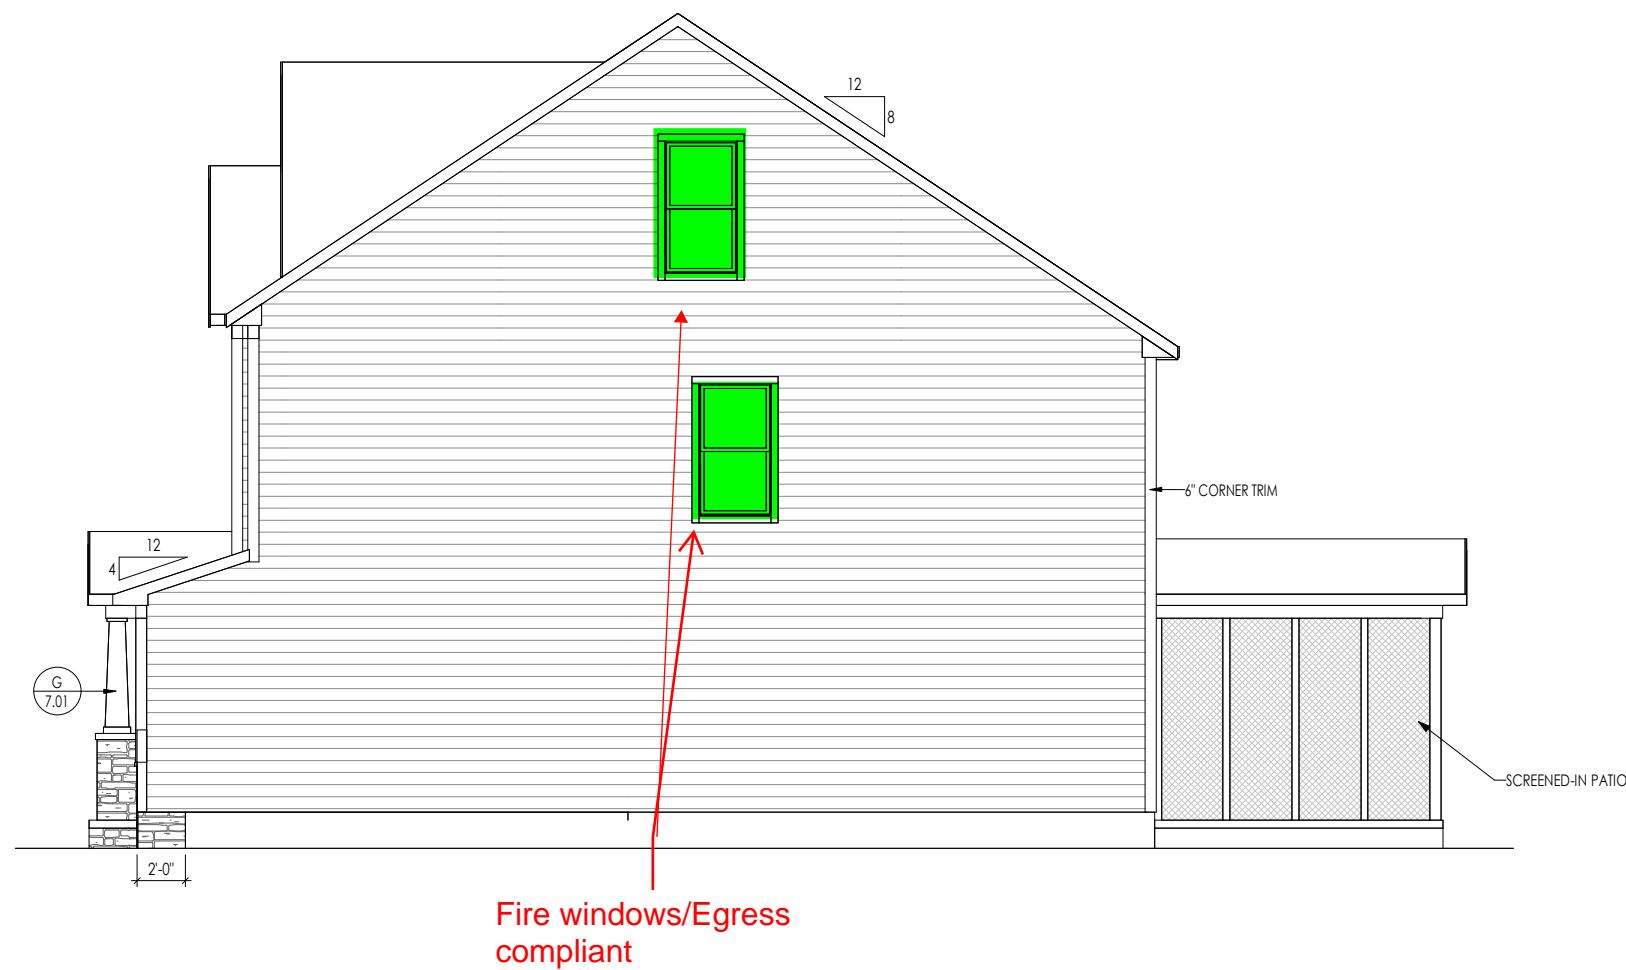 12
8
6" CORNER TRIM
12
4
G
7.01
SCREENED-IN PATIO
2'-0"
Fire windows/Egress
compliant